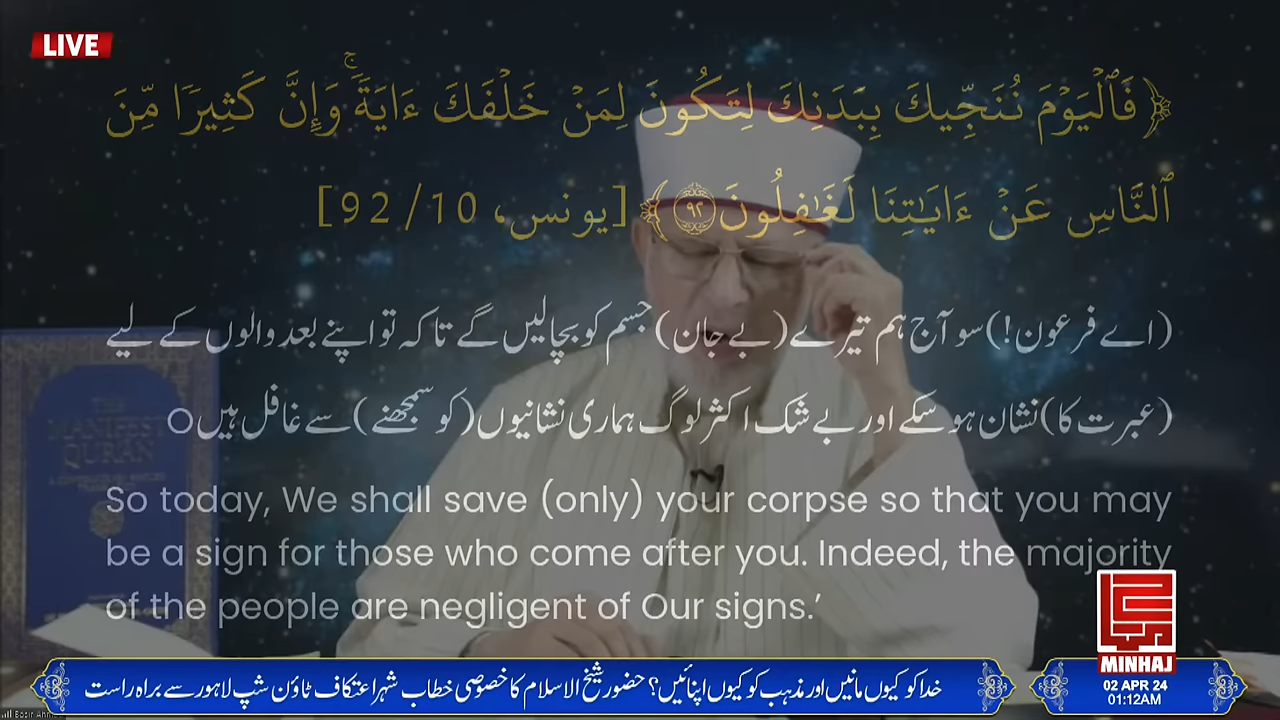 LIVE
﴿فَٱلۡيَوۡمَ نُنَجِّيكَ بِبَدَنِكَ لِتَكُونَ لِمَنۡ خَلۡفَكَ ءَايَةٗۚ وَإِنَّ كَثِيرٗا مِّنَ
ٱلنَّاسِ عَنۡ ءَايَٰتِنَا لَغَٰفِلُونَ ٩٢﴾ [يونس، 10/92]
(اے فرعون!) سو آج ہم تیرے (بے جان) جسم کو بچا لیں گے تاکہ تو اپنے بعد والوں کے لیے
(عبرت کا) نشان ہو سکے اور بے شک اکثر لوگ ہماری نشانیوں (کو سمجھنے) سے غافل ہیں○
THE
MANIFEST
QURAN
So today, We shall save (only) your corpse so that you may
be a sign for those who come after you. Indeed, the majority
of the people are negligent of Our signs.’
MINHAJ
خدا کو کیوں مانیں اور مذہب کو کیوں اپنائیں؟ حضور شیخ الاسلام کا خصوصی خطاب شہر اعتکاف ٹاؤن شپ لاہور سے براہ راست
02 APR 24
01:12AM